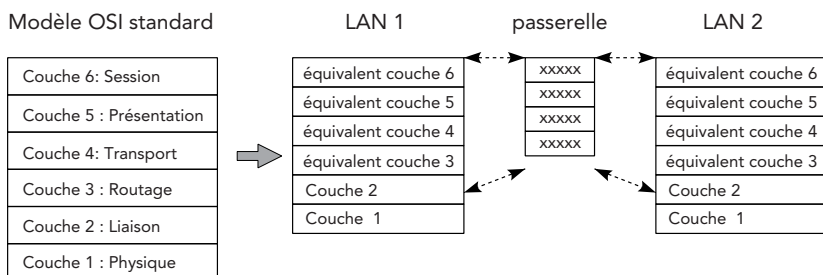 Modèle OSI standard
Couche 6: Session
Couche 5 : Présentation
Couche 4: Transport
Couche 3 : Routage
Couche 2 : Liaison
Couche 1 : Physique
LAN 1
équivalent couche 6
équivalent couche 5
équivalent couche 4
équivalent couche 3
Couche 2
Couche 1
passerelle
xxxxx
xxxxx
xxxxx
xxxxx
LAN 2
équivalent couche 6
équivalent couche 5
équivalent couche 4
équivalent couche 3
Couche 2
Couche 1